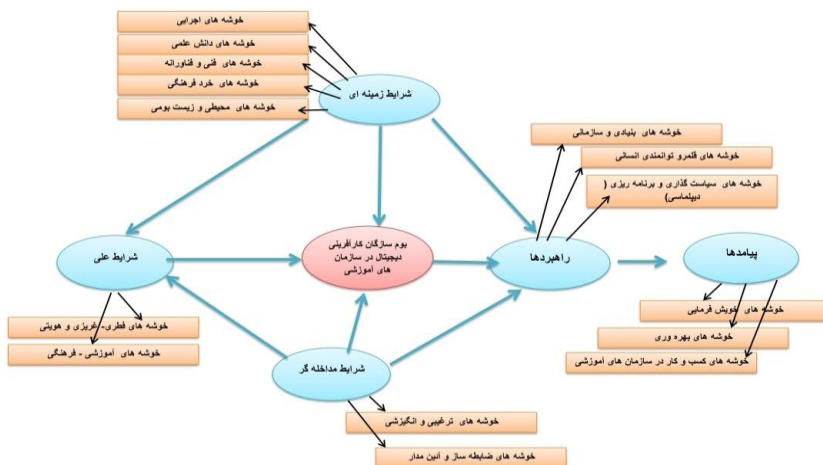 خوشه های اجرایی
خوشه های دانش علمی
خوشه های فنی و فناورانه
خوشه های خرد فرهنگی
خوشه های محیطی و زیست بومی
شرایط زمینه ای
خوشه های بنیادی و سازمانی
خوشه های قلمرو توانمندی انسانی
خوشه های سیاست گذاری و برنامه ریزی (
دیپلماسی)
شرایط علی
بوم سازگان کارآفرینی
دیجیتال در سازمان
های آموزشی
راهبردها
پیامدها
خوشه های فطری- غریزی و هویتی
خوشه های آموزشی - فرهنگی
خوشه های خویش فرمایی
خوشه های بهره وری
خوشه های کسب و کار در سازمان های آموزشی
شرایط مداخله گر
خوشه های ترغیبی و انگیزشی
خوشه های ضابطه ساز و آئین مدار